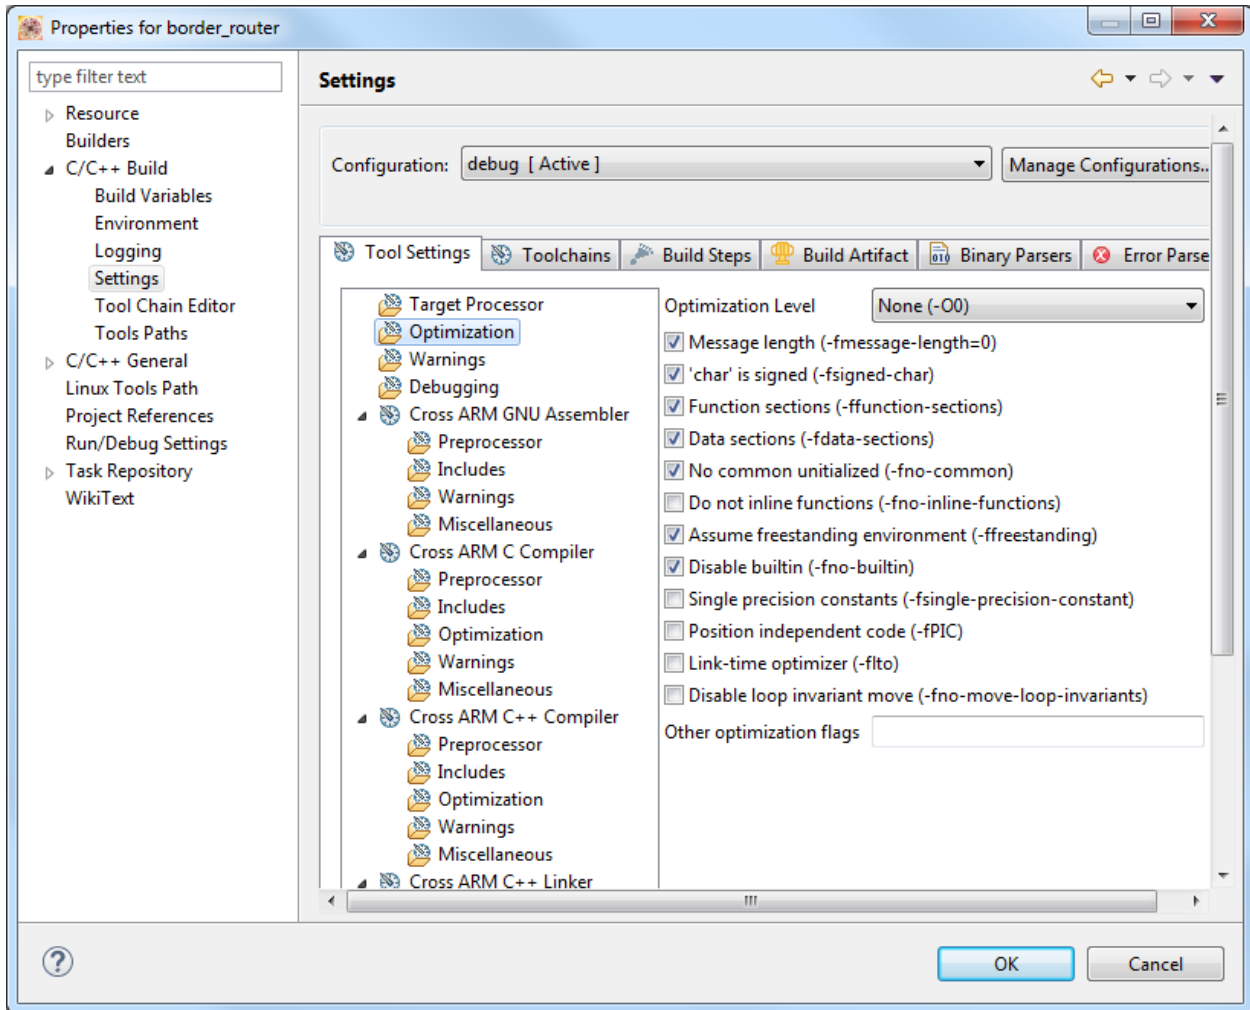 Properties for border_router
type filter text
Resource
Builders
C/C++ Build
Build Variables
Environment
Logging
Settings
Tool Chain Editor
Tools Paths
C/C++ General
Linux Tools Path
Project References
Run/Debug Settings
Task Repository
WikiText
Settings
Configuration: debug [ Active ] Manage Configurations..
Tool Settings Toolchains Build Steps Build Artifact Binary Parsers Error Parse
Target Processor
Optimization
Warnings
Debugging
Cross ARM GNU Assembler
Preprocessor
Includes
Warnings
Miscellaneous
Cross ARM C Compiler
Preprocessor
Includes
Optimization
Warnings
Miscellaneous
Cross ARM C++ Compiler
Preprocessor
Includes
Optimization
Warnings
Miscellaneous
Cross ARM C++ Linker
Optimization Level None (-O0)
Message length (-fmessage-length=0)
'char' is signed (-fsigned-char)
Function sections (-ffunction-sections)
Data sections (-fdata-sections)
No common unitialized (-fno-common)
Do not inline functions (-fno-inline-functions)
Assume freestanding environment (-ffreestanding)
Disable builtin (-fno-builtin)
Single precision constants (-fsingle-precision-constant)
Position independent code (-fPIC)
Link-time optimizer (-flto)
Disable loop invariant move (-fno-move-loop-invariants)
Other optimization flags
OK Cancel